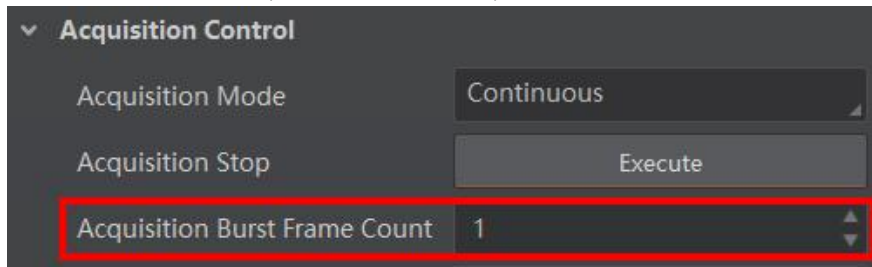 Acquisition Control
Acquisition Mode Continuous
Acquisition Stop Execute
Acquisition Burst Frame Count 1